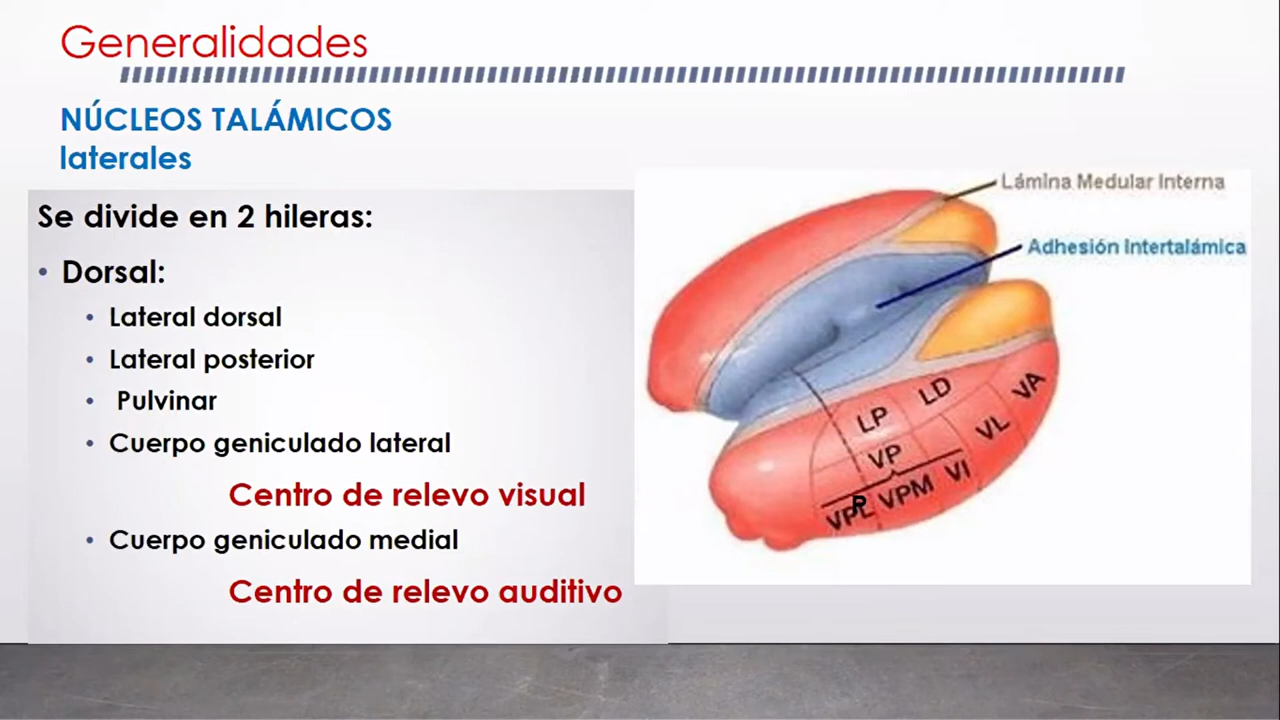 Generalidades
NÚCLEOS TALÁMICOS
laterales
Se divide en 2 hileras:
• Dorsal:
• Lateral dorsal
• Lateral posterior
• Pulvinar
• Cuerpo geniculado lateral
Centro de relevo visual
• Cuerpo geniculado medial
Centro de relevo auditivo
Lámina Medular Interna
Adhesión Intertalámica
LP LD VA
VP VL
VPL VPM VI
P